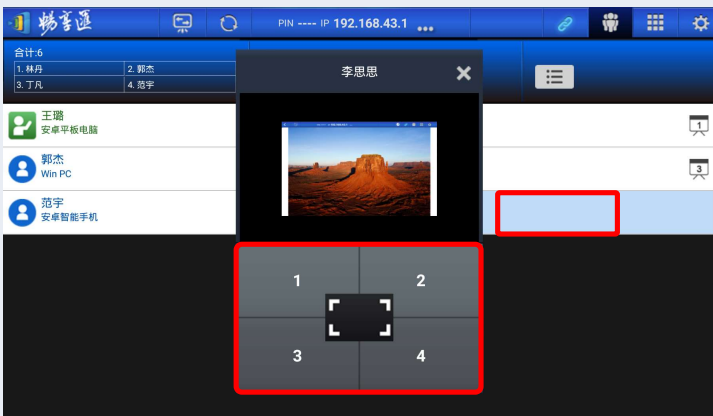 畅享汇
PIN ---- IP 192.168.43.1 ...
合计:6
1. 林丹 2. 郭杰
3. 丁凡 4. 范宇
李思思
王璐
安卓平板电脑
1
郭杰
Win PC
3
范宇
安卓智能手机
1 2
3 4